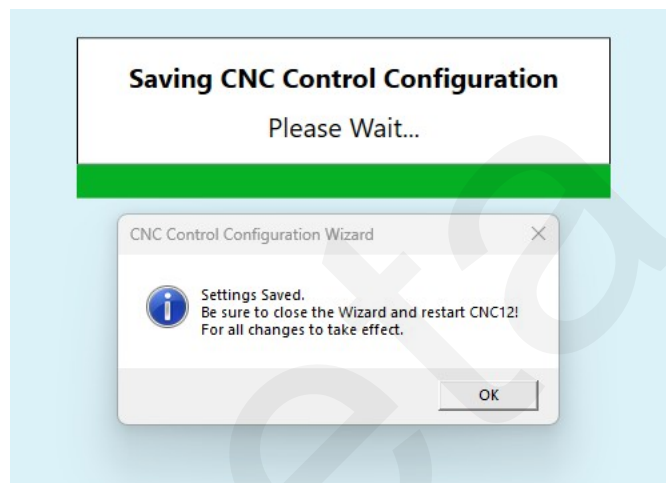 Saving CNC Control Configuration
Please Wait...
CNC Control Configuration Wizard
Settings Saved.
Be sure to close the Wizard and restart CNC12!
For all changes to take effect.
OK